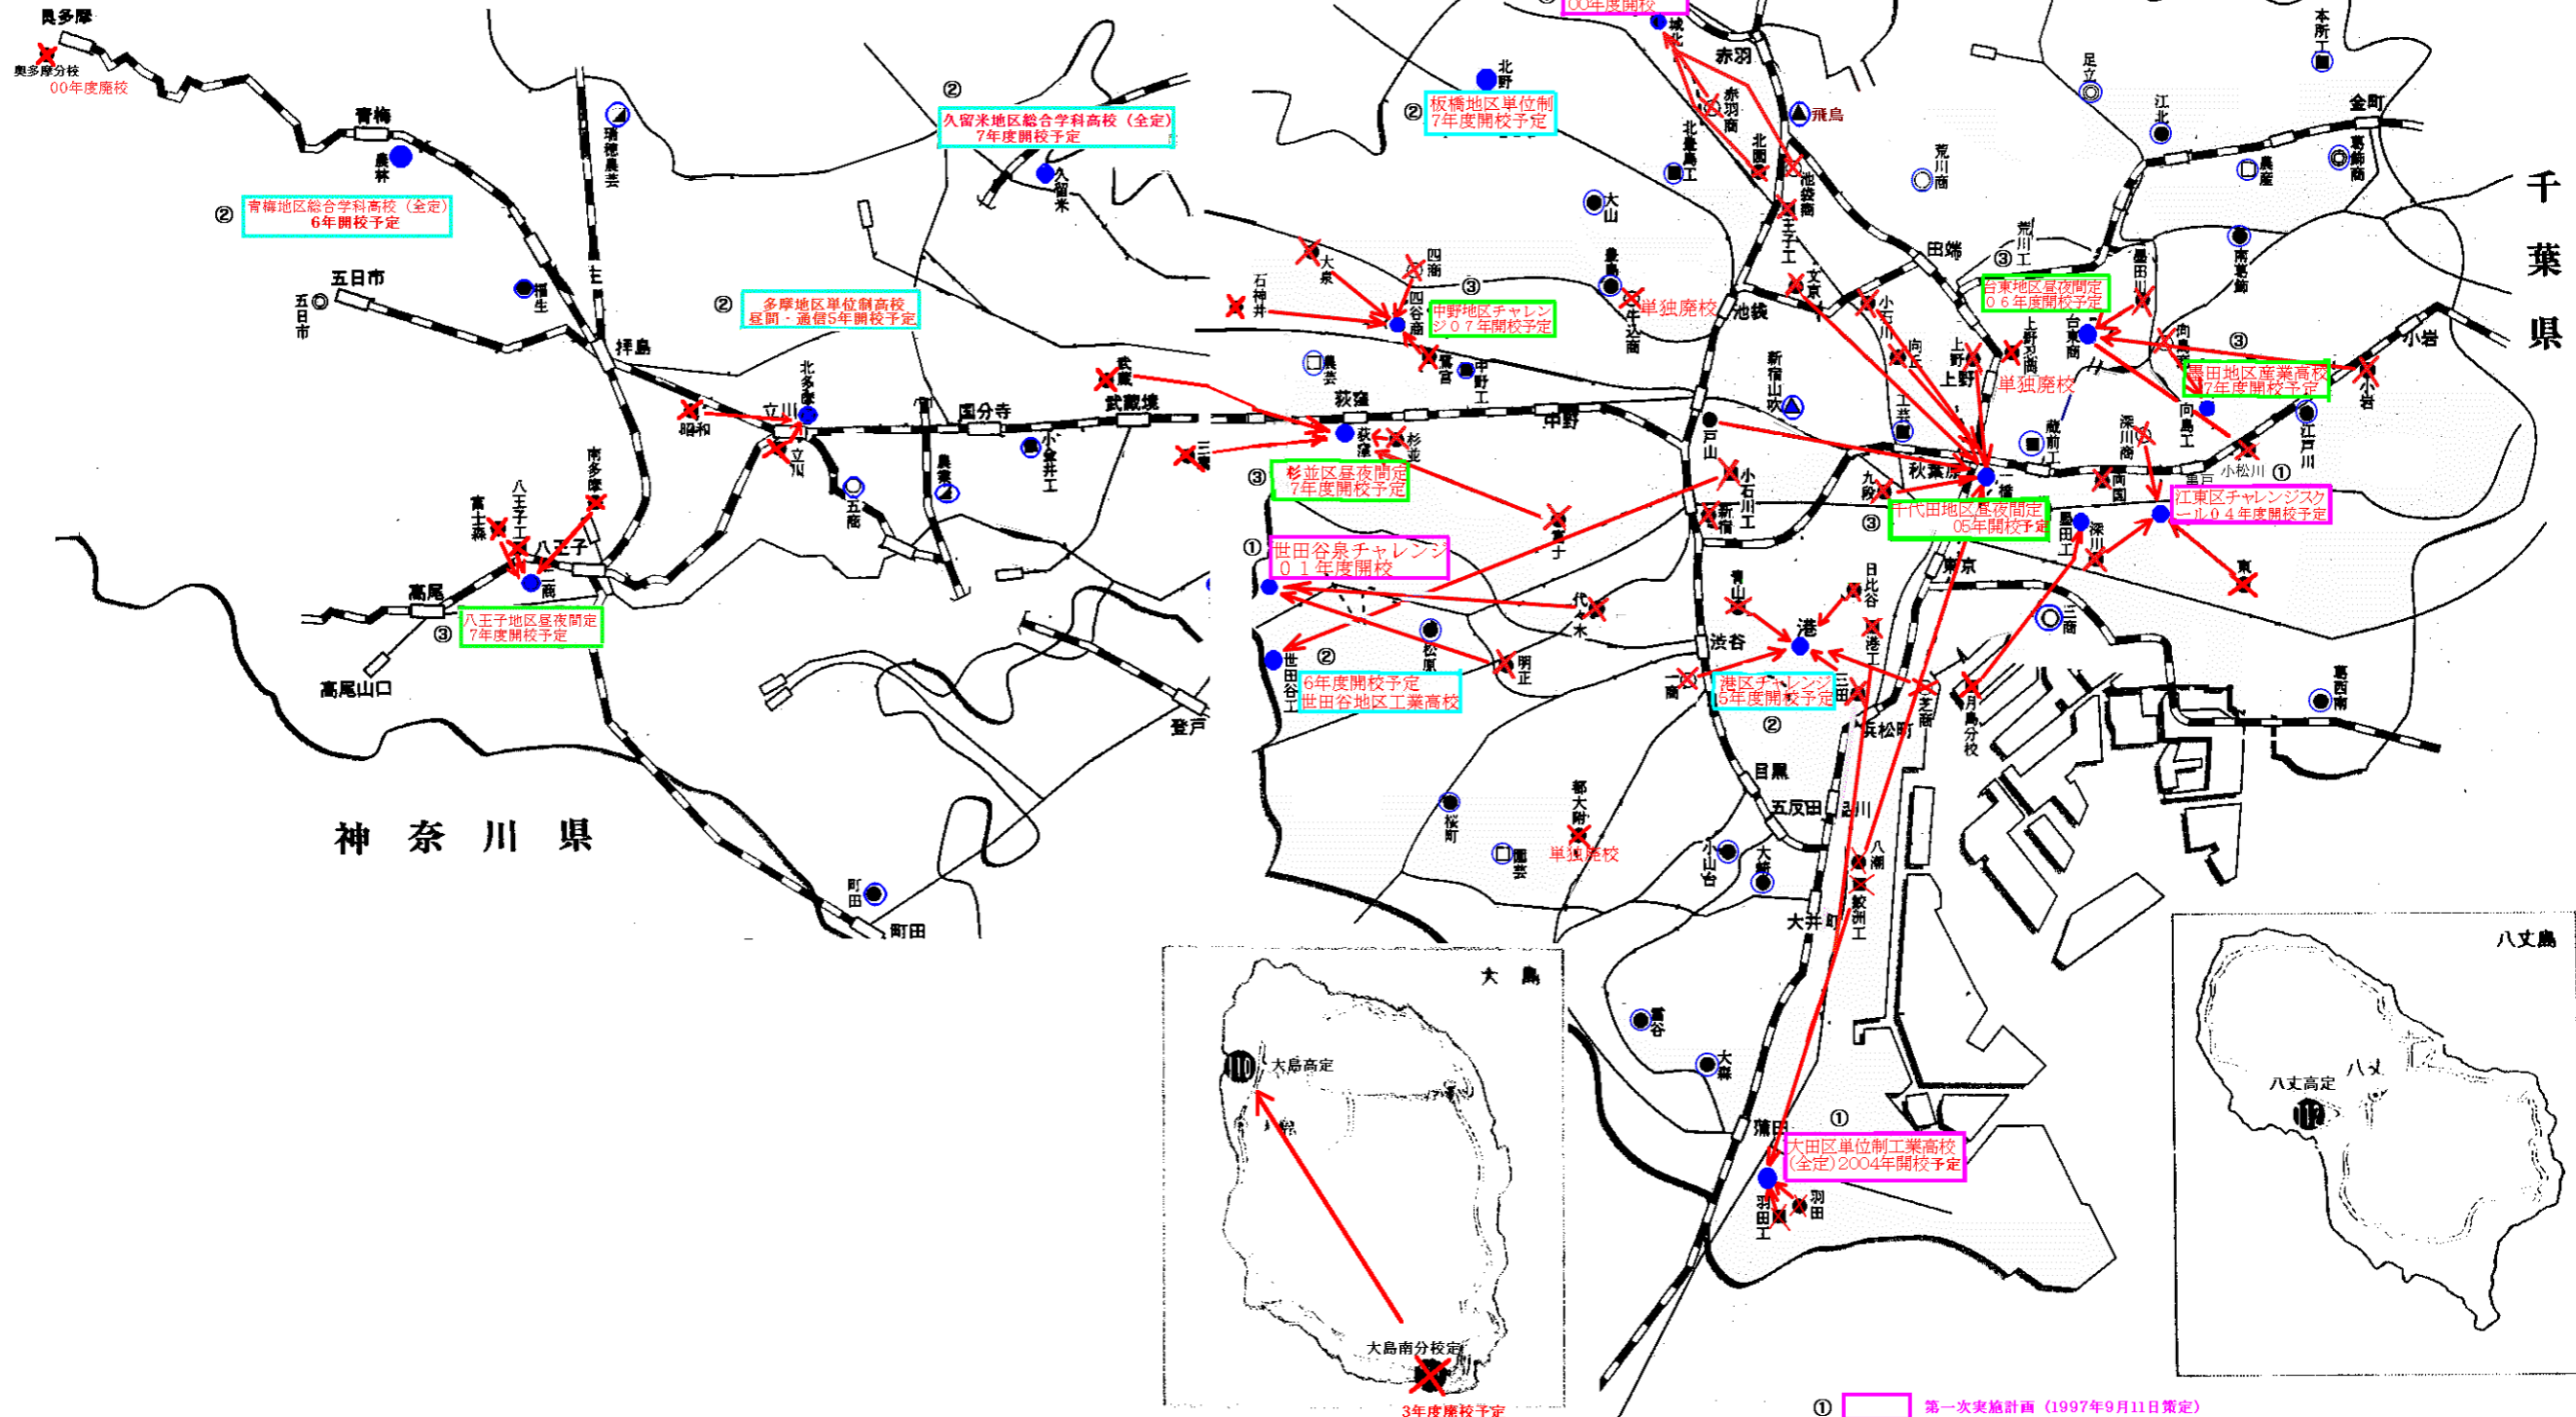 奥多摩
奥多摩分校
00年度廃校
青梅
農林
②
青梅地区総合学科高校（全定）
6年開校予定
瑞穂農芸
五日市
五日市
福生
拝島
②
久留米地区総合学科高校（全定）
7年度開校予定
久留米
②
多摩地区単位制高校
昼間・通信5年開校予定
北多摩
立川
昭和
立川
国分寺
武蔵境
武蔵
小金井工
農業
五商
南多摩
八王子工
富士森
八王子
二商
高尾
③
八王子地区昼夜間定
7年度開校予定
高尾山口
登戸
神奈川県
町田
町田
00年度開校
城北
赤羽
北野
②
板橋地区単位制
7年度開校予定
赤羽商
飛鳥
北豊島工
北園
池袋商
王子工
大山
荒川商
足立
江北
本所工
金町
葛飾商
農産
南葛飾
千葉県
石神井
大泉
四商
四谷商
③
中野地区チャレン
ジ07年開校予定
鷺宮
中野工
農芸
豊島
牛込商
単独廃校
池袋
文京
小石川
田端
荒川工
③
台東地区昼夜間定
06年度開校予定
墨田川
台東商
向島商
③
墨田地区産業高校
7年度開校予定
向島工
小岩
小岩
江戸川
向丘
上野
上野
単独廃校
新宿山吹
工芸
蔵前工
深川商
荻窪
荻窪
杉並
中野
戸山
③
杉並区昼夜間定
7年度開校予定
小石川工
新宿
九段
秋葉原
一橋
③
千代田地区昼夜間定
05年開校予定
両国
亀戸
小松川
①
江東区チャレンジスク
ール04年度開校予定
墨田工
深川
東
東京
三商
①
世田谷泉チャレンジ
01年度開校
代々木
青山
日比谷
港工
港
②
6年度開校予定
世田谷地区工業高校
世田谷工
松原
明正
渋谷
一商
港区チャレンジ
5年度開校予定
②
三田
芝商
月島分校
浜松町
葛西南
目黒
五反田
品川
桜町
園芸
都大附
単独廃校
小山台
大崎
八潮
鮫洲工
大井町
雪谷
大森
蒲田
①
大田区単位制工業高校
(全定)2004年開校予定
羽田工
羽田
大島
大島高定
大島南分校定
3年度廃校予定
八丈島
八丈高定
八丈
①
第一次実施計画（1997年9月11日策定）